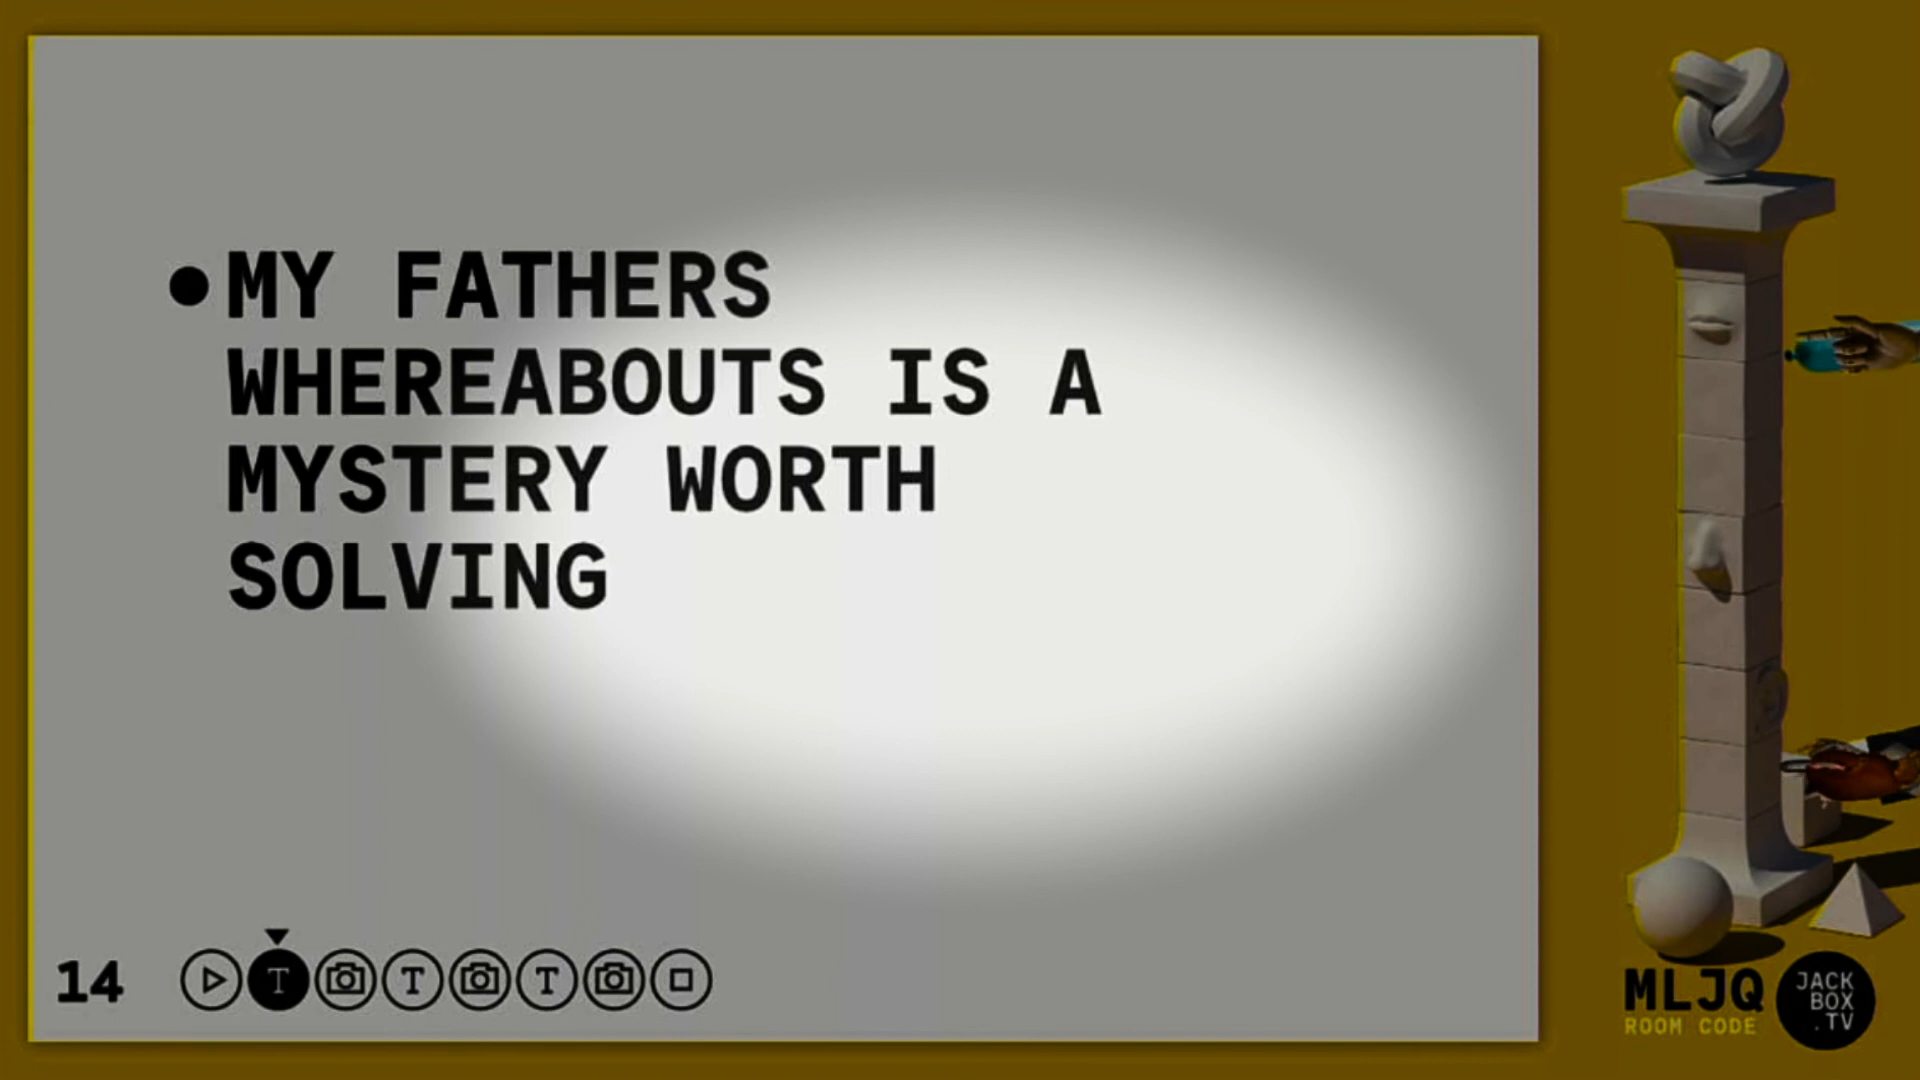 ●MY FATHERS
WHEREABOUTS IS A
MYSTERY WORTH
SOLVING
14
T
T
T
MLJQ
ROOM CODE
JACK
BOX
.TV